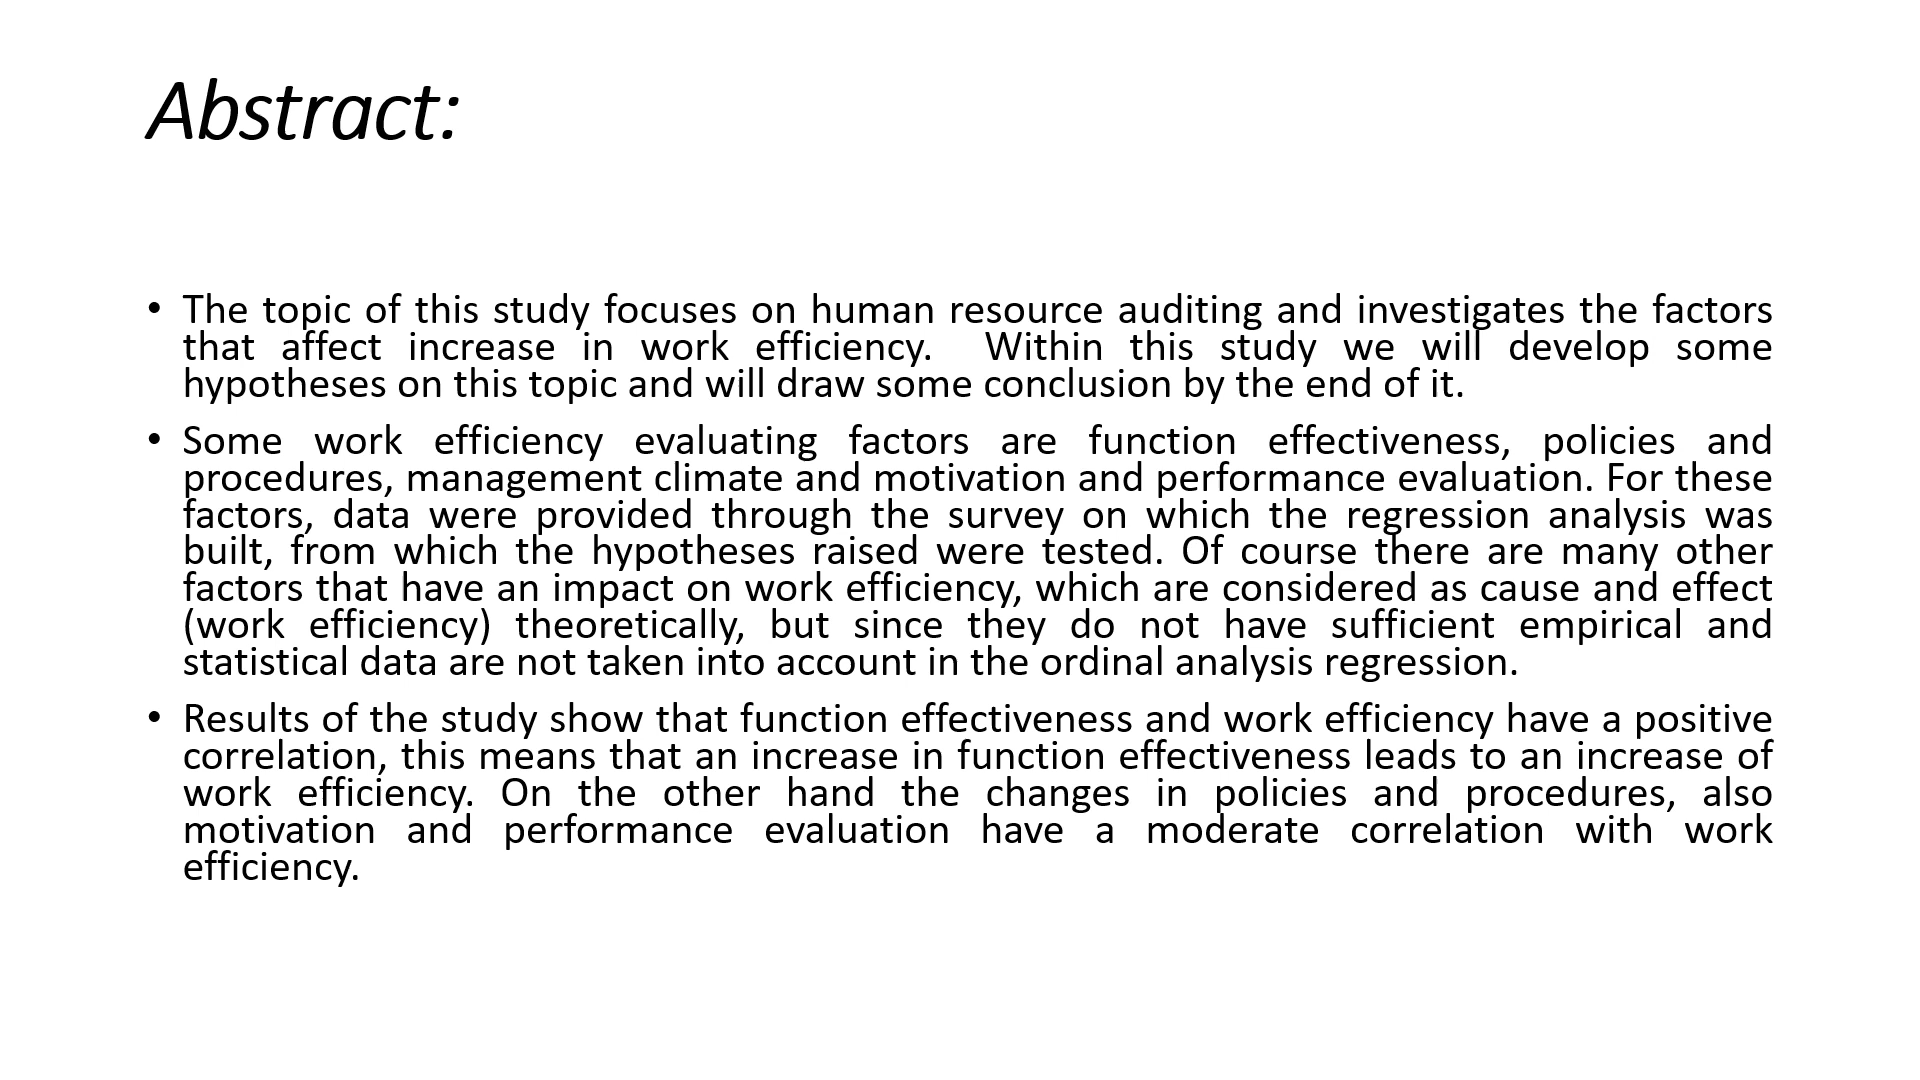 Abstract:
• The topic of this study focuses on human resource auditing and investigates the factors
that affect increase in work efficiency.  Within this study we will develop some
hypotheses on this topic and will draw some conclusion by the end of it.
• Some work efficiency evaluating factors are function effectiveness, policies and
procedures, management climate and motivation and performance evaluation. For these
factors, data were provided through the survey on which the regression analysis was
built, from which the hypotheses raised were tested. Of course there are many other
factors that have an impact on work efficiency, which are considered as cause and effect
(work efficiency) theoretically, but since they do not have sufficient empirical and
statistical data are not taken into account in the ordinal analysis regression.
• Results of the study show that function effectiveness and work efficiency have a positive
correlation, this means that an increase in function effectiveness leads to an increase of
work efficiency. On the other hand the changes in policies and procedures, also
motivation and performance evaluation have a moderate correlation with work
efficiency.